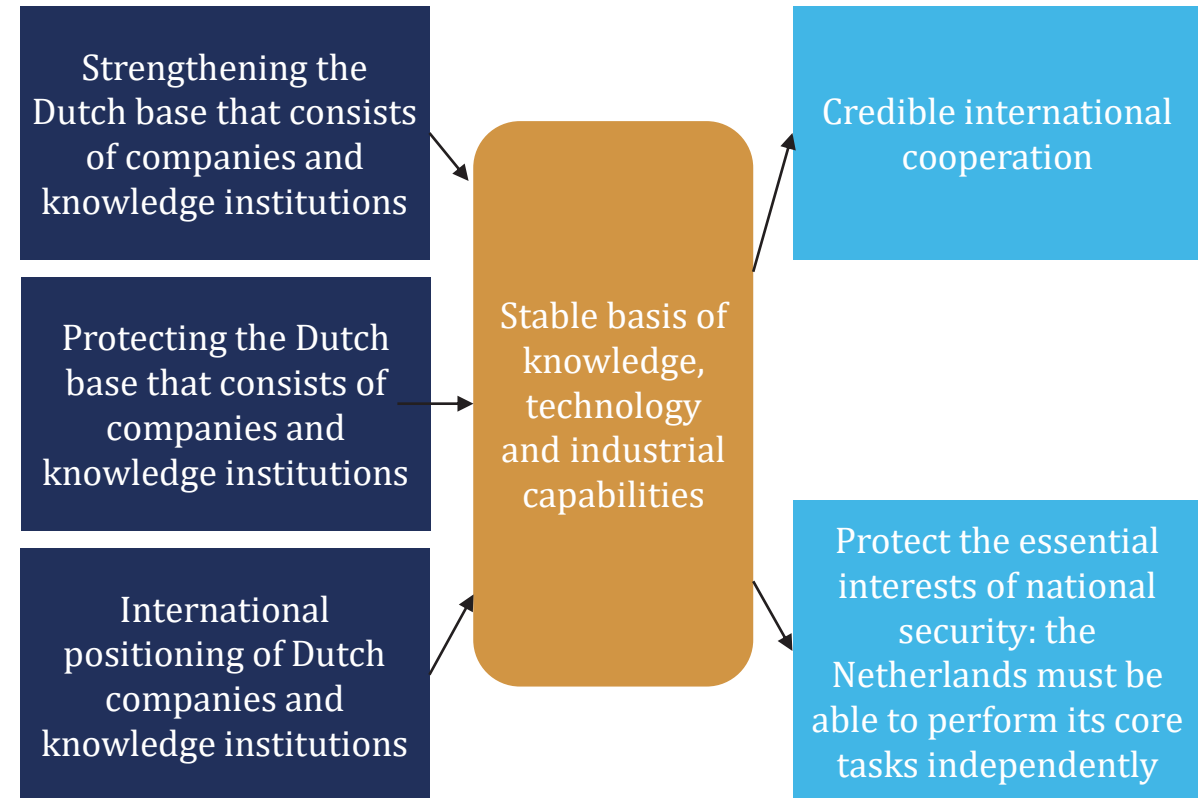 Strengthening the
Dutch base that consists
of companies and
knowledge institutions
Protecting the Dutch
base that consists of
companies and
knowledge institutions
International
positioning of Dutch
companies and
knowledge institutions
Stable basis of
knowledge,
technology
and industrial
capabilities
Credible international
cooperation
Protect the essential
interests of national
security: the
Netherlands must be
able to perform its core
tasks independently